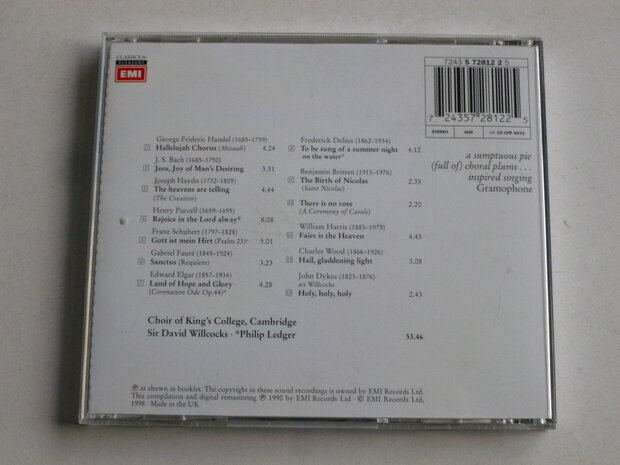 CLASSICS for
PLEASURE
EMI
7243 5 72812 2 5
7 24357 28122 5
STEREO ADD UK: CD CFP 6073
a sumptuous pie
(full of) choral plums . . .
inspired singing
Gramophone
George Frideric Handel (1685–1759)
1 Hallelujah Chorus (Messiah) 4.24
J. S. Bach (1685–1750)
2 Jesu, Joy of Man's Desiring 3.31
Joseph Haydn (1732–1809)
3 The heavens are telling 4.44
(The Creation)
Henry Purcell (1659–1695)
4 Rejoice in the Lord alway* 8.08
Franz Schubert (1797–1828)
5 Gott ist mein Hirt (Psalm 23)* 5.01
Gabriel Fauré (1845–1924)
6 Sanctus (Requiem) 3.23
Edward Elgar (1857–1934)
7 Land of Hope and Glory 4.28
(Coronation Ode Op.44)*
Frederick Delius (1862–1934)
8 To be sung of a summer night 4.12
on the water*
Benjamin Britten (1913–1976)
9 The Birth of Nicolas 2.35
(Saint Nicolas)
10 There is no rose 2.20
(A Ceremony of Carols)
William Harris (1883–1973)
11 Faire is the Heaven 4.43
Charles Wood (1866–1926)
12 Hail, gladdening light 3.08
John Dykes (1823–1876)
arr Willcocks
13 Holy, holy, holy 2.43
Choir of King's College, Cambridge
Sir David Willcocks · *Philip Ledger 53.46
℗ as shown in booklet. The copyright in these sound recordings is owned by EMI Records Ltd.
This compilation and digital remastering ℗ 1990 by EMI Records Ltd · © EMI Records Ltd,
1998 · Made in the UK